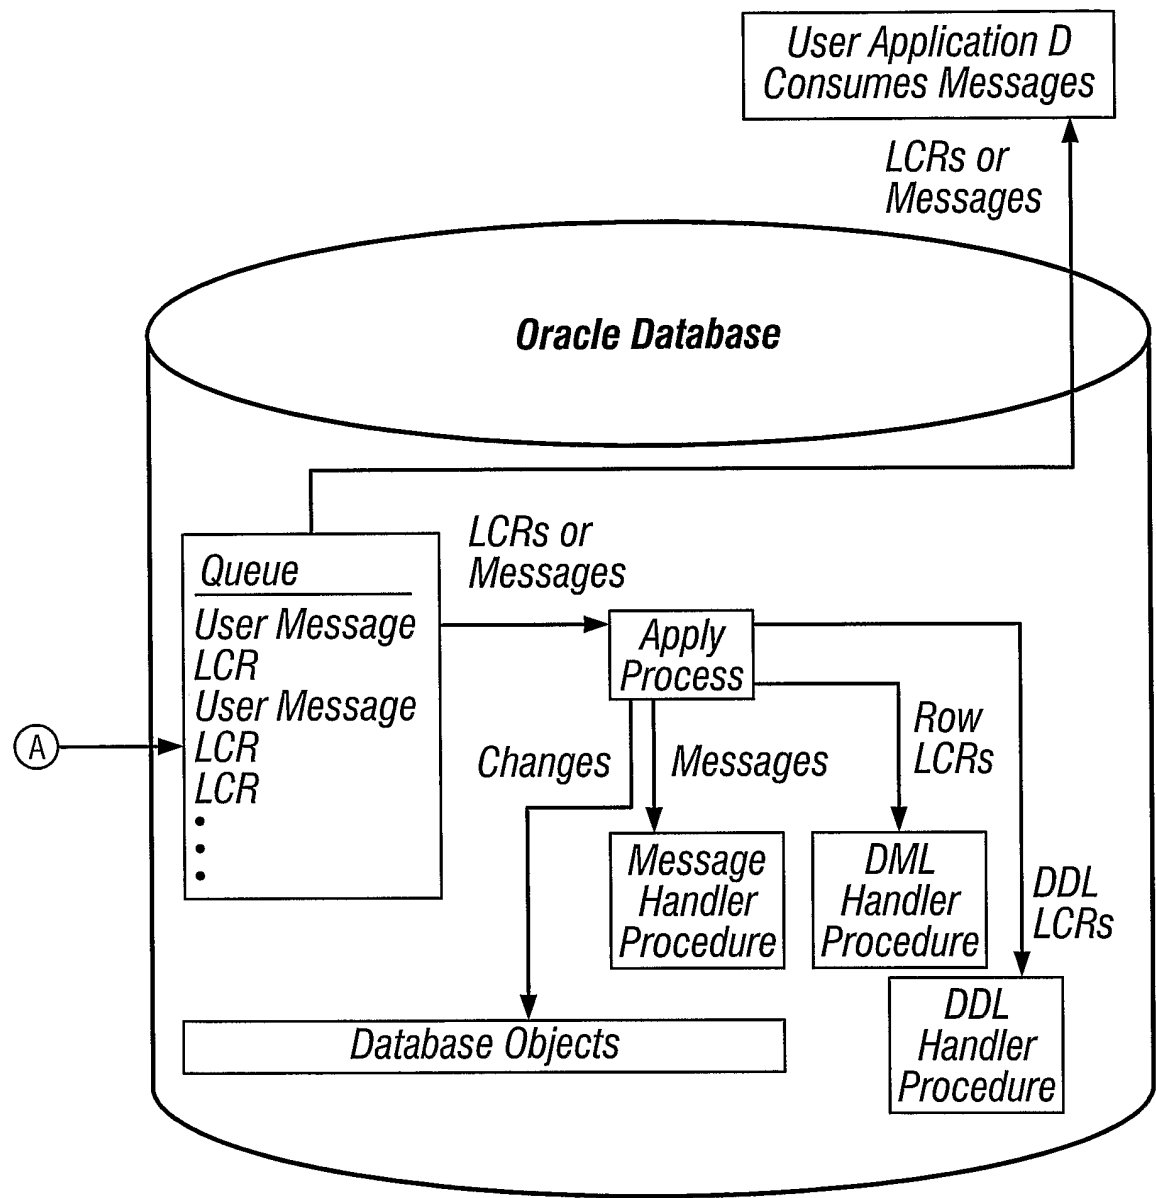 User Application D
Consumes Messages
LCRs or
Messages
Oracle Database
LCRs or
Messages
Queue
User Message
LCR
User Message
LCR
LCR
A
Apply
Process
Changes
Messages
Row
LCRs
Message
Handler
Procedure
DML
Handler
Procedure
DDL
LCRs
DDL
Handler
Procedure
Database Objects